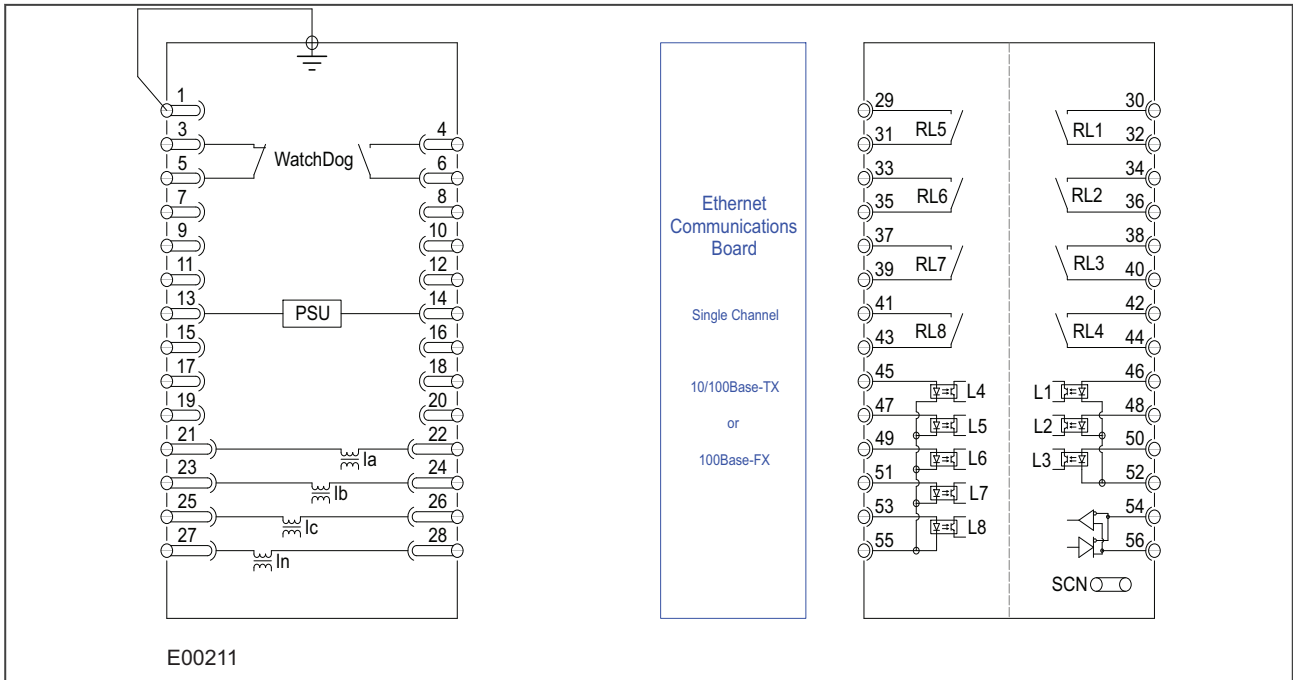 1
3 4
WatchDog
5 6
7 8
9 10
11 12
13 PSU 14
15 16
17 18
19 20
21 22
Ia
23 24
Ib
25 26
Ic
27 28
In
E00211
Ethernet
Communications
Board
Single Channel
10/100Base-TX
or
100Base-FX
29 30
RL5 RL1
31 32
33 34
RL6 RL2
35 36
37 38
RL7 RL3
39 40
41 42
RL8 RL4
43 44
45 46
L4 L1
47 48
L5 L2
49 50
L6 L3
51 52
L7
53 54
L8
55 56
SCN